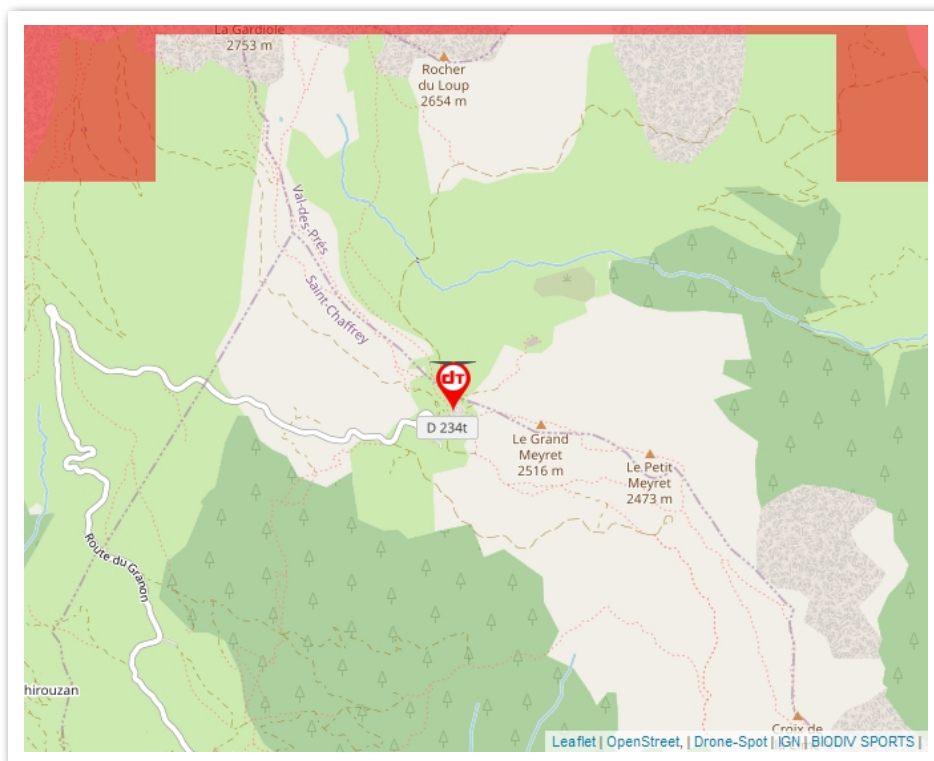 La Gardiole
2753 m
Rocher
du Loup
2654 m
Val-des-Prés
Saint-Chaffrey
dT
D 234t
Le Grand
Meyret
2516 m
Le Petit
Meyret
2473 m
Route du Granon
hirouzan
Croix de
Leaflet | OpenStreet, | Drone-Spot | IGN | BIODIV SPORTS |